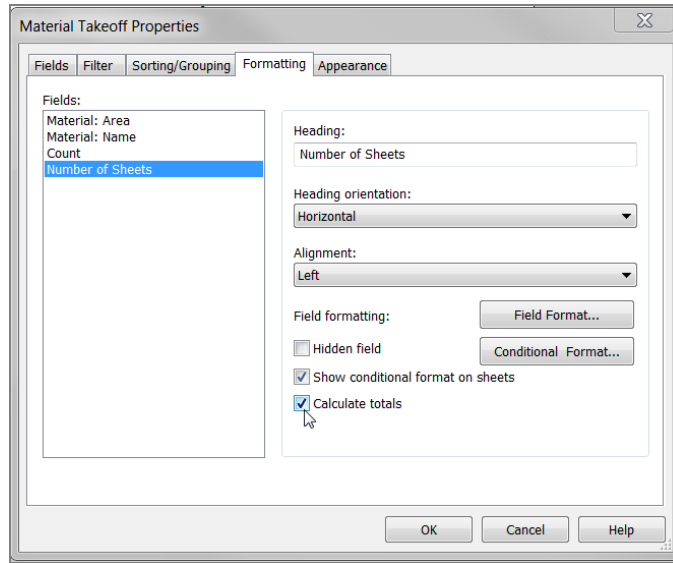 Material Takeoff Properties
Fields Filter Sorting/Grouping Formatting Appearance
Fields:
Material: Area
Material: Name
Count
Number of Sheets
Heading:
Number of Sheets
Heading orientation:
Horizontal
Alignment:
Left
Field formatting:
Field Format...
Hidden field
Conditional Format...
Show conditional format on sheets
Calculate totals
OK Cancel Help